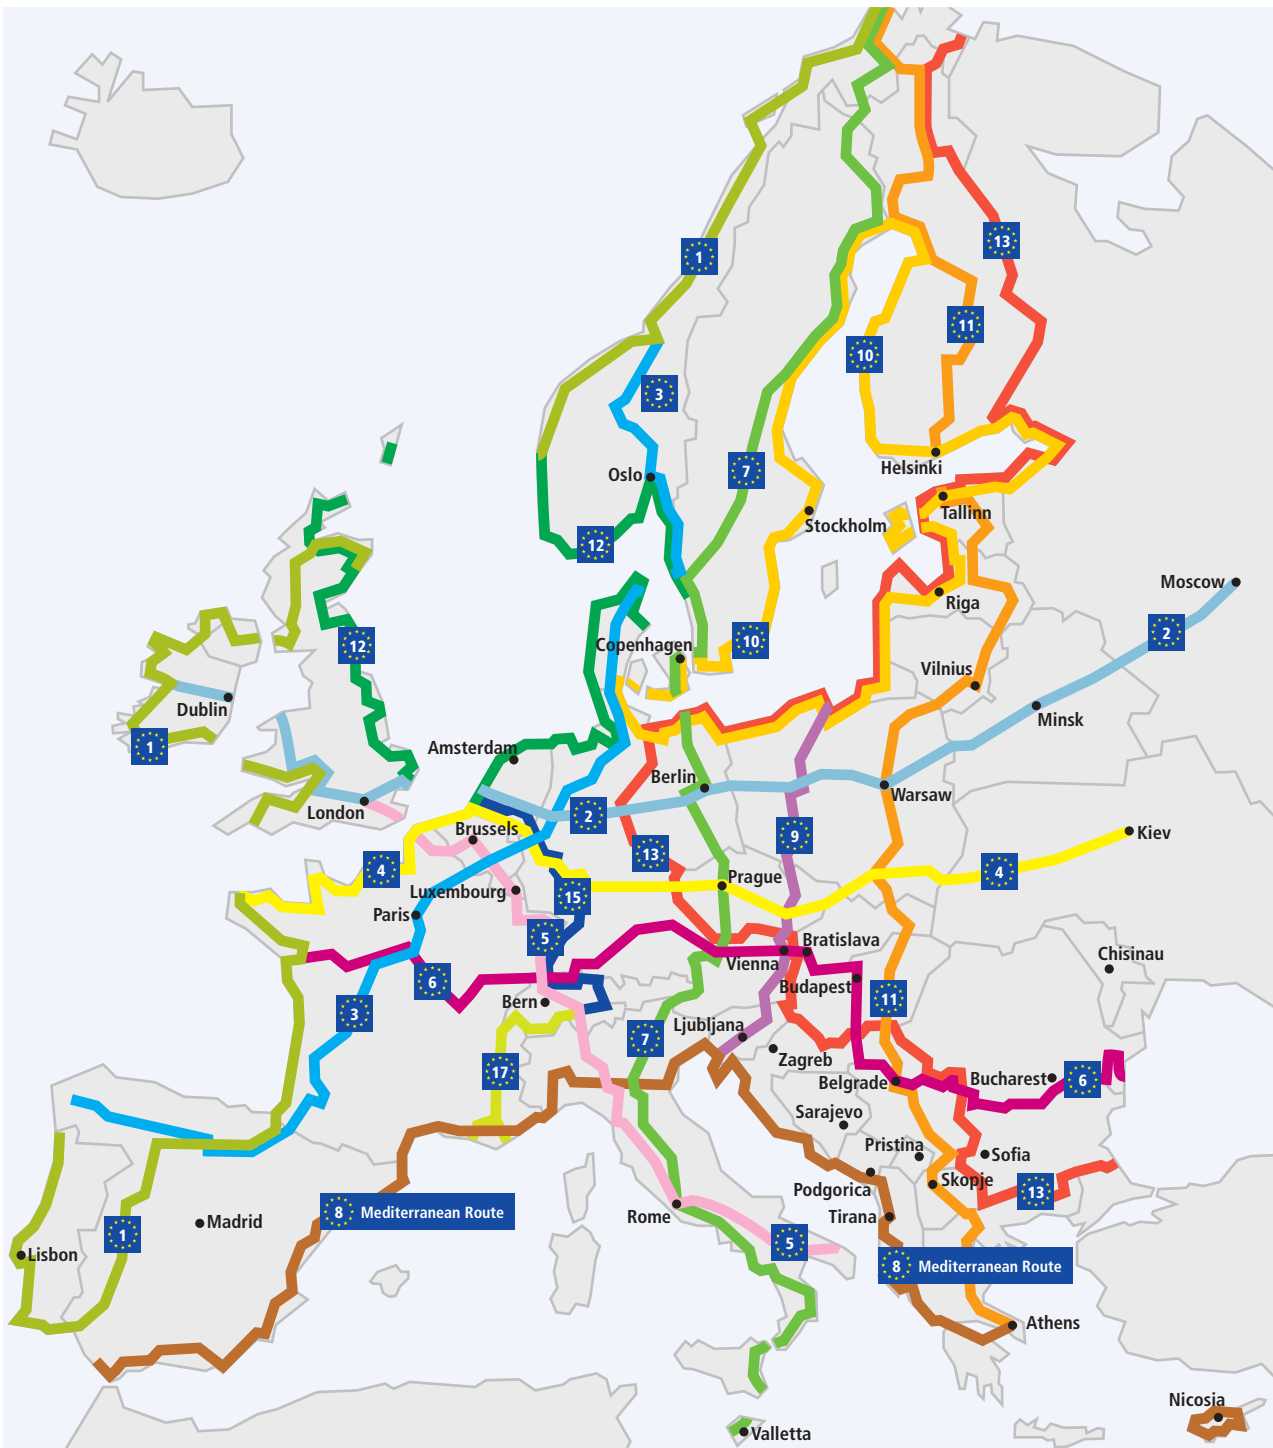 1
13
11
10
3
7
Helsinki
Oslo
Stockholm
Tallinn
12
Moscow
Riga
2
12
10
Copenhagen
Vilnius
Dublin
Minsk
1
Amsterdam
Berlin
Warsaw
London
2
Brussels
9
Kiev
13
4
4
Prague
Luxembourg
15
Paris
5
Bratislava
Vienna
Chisinau
6
Budapest
Bern
11
3
Ljubljana
7
Zagreb
17
Belgrade
Bucharest
6
Sarajevo
Pristina
Sofia
Skopje
Podgorica
13
8 Mediterranean Route
Rome
Tirana
Madrid
1
5
Lisbon
8 Mediterranean Route
Athens
Nicosia
Valletta